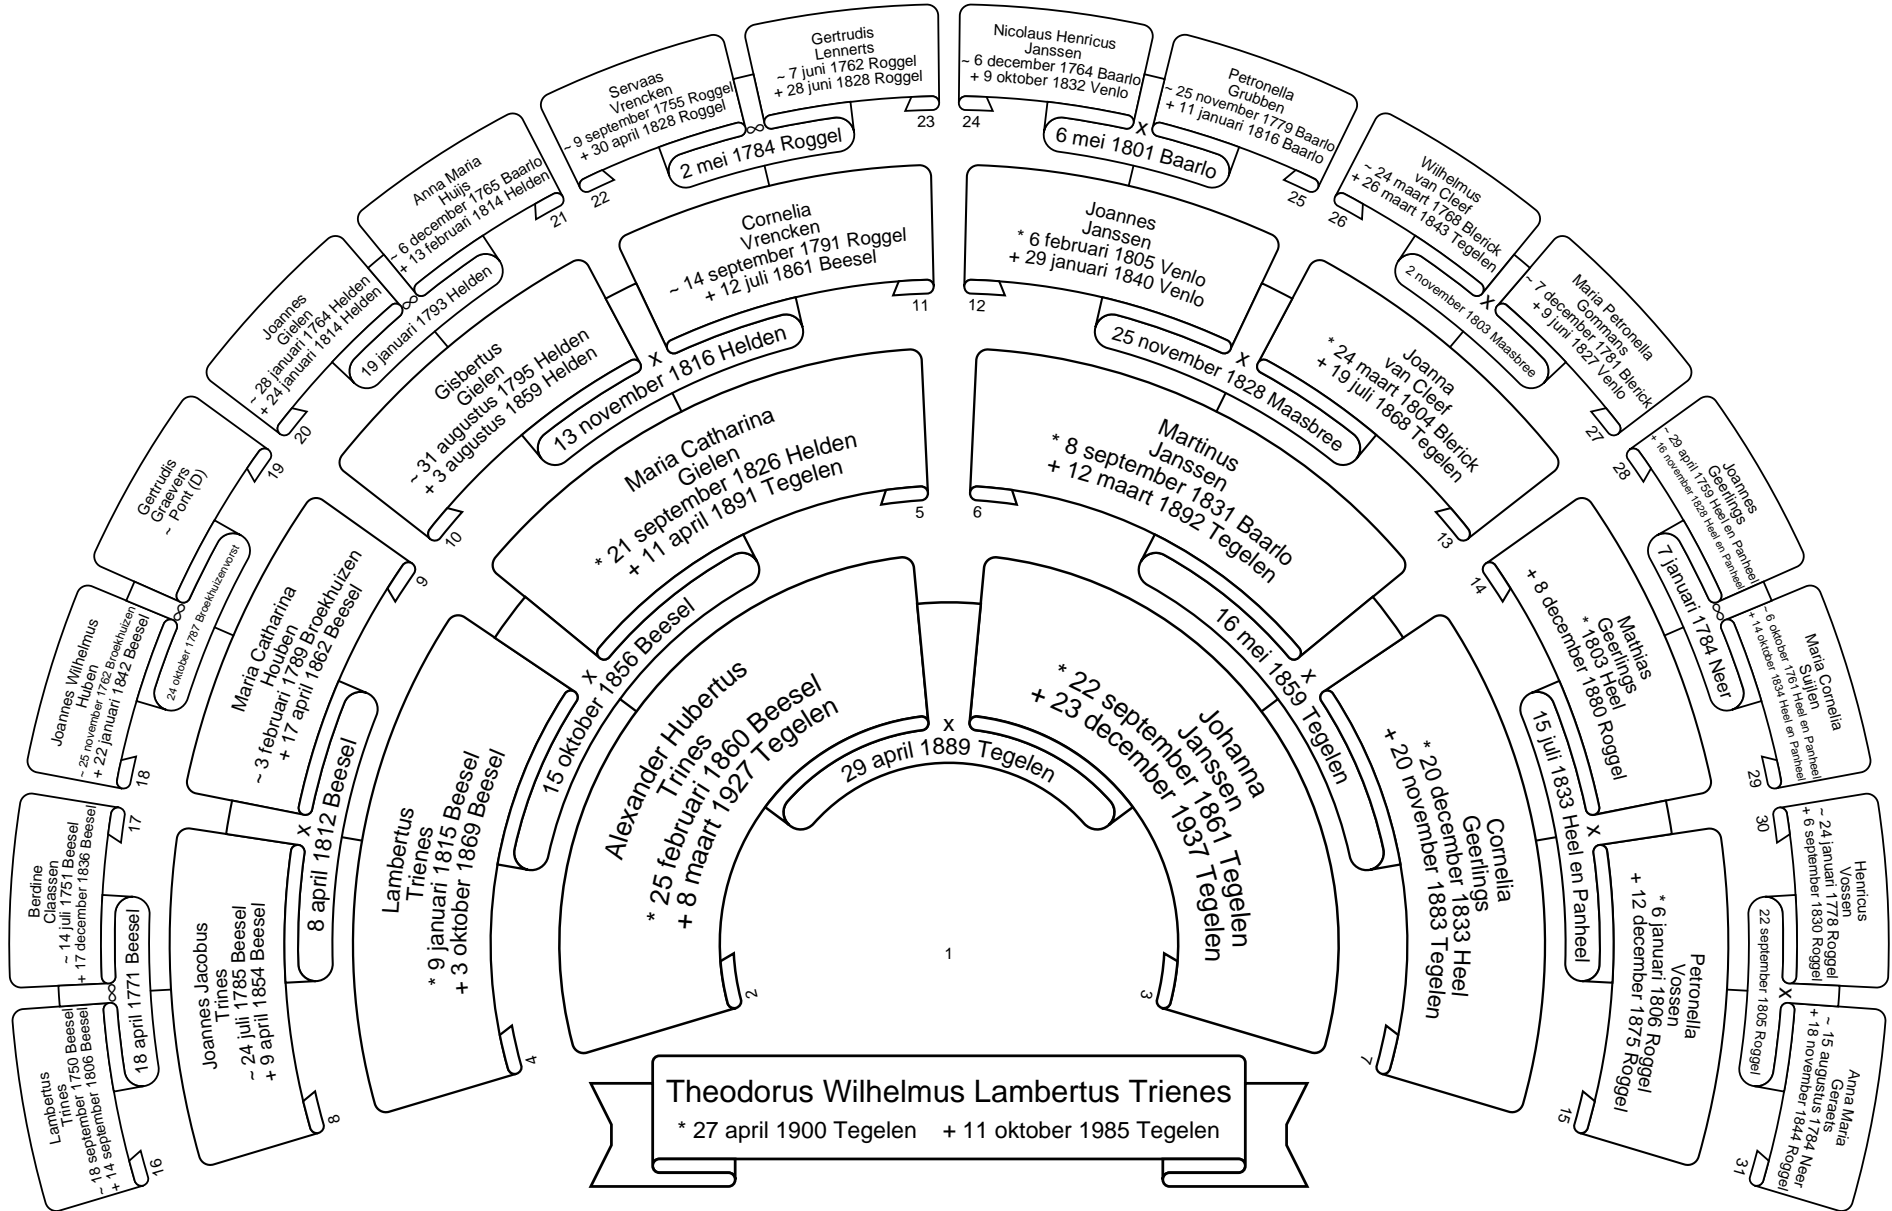 Theodorus Wilhelmus Lambertus Trienes
* 27 april 1900 Tegelen + 11 oktober 1985 Tegelen
1
Alexander Hubertus
Trines
* 25 februari 1860 Beesel
+ 8 maart 1927 Tegelen
2
x
29 april 1889 Tegelen
Johanna
Janssen
* 22 september 1861 Tegelen
+ 23 december 1937 Tegelen
3
Lambertus
Trienes
* 9 januari 1815 Beesel
+ 3 oktober 1869 Beesel
4
x
15 oktober 1856 Beesel
Maria Catharina
Gielen
* 21 september 1826 Helden
+ 11 april 1891 Tegelen
5
Martinus
Janssen
* 8 september 1831 Baarlo
+ 12 maart 1892 Tegelen
6
x
16 mei 1859 Tegelen
Cornelia
Geerlings
* 20 december 1833 Heel
+ 20 november 1883 Tegelen
7
Joannes Jacobus
Trines
~ 24 juli 1785 Beesel
+ 9 april 1854 Beesel
8
x
8 april 1812 Beesel
Maria Catharina
Houben
~ 3 februari 1789 Broekhuizen
+ 17 april 1862 Beesel
9
Gisbertus
Gielen
~ 31 augustus 1795 Helden
+ 3 augustus 1859 Helden
10
x
13 november 1816 Helden
Cornelia
Vrencken
~ 14 september 1791 Roggel
+ 12 juli 1861 Beesel
11
Joannes
Janssen
* 6 februari 1805 Venlo
+ 29 januari 1840 Venlo
12
x
25 november 1828 Maasbree
Joanna
van Cleef
* 24 maart 1804 Blerick
+ 19 juli 1868 Tegelen
13
Mathias
Geerlings
* 1803 Heel
+ 8 december 1880 Roggel
14
x
15 juli 1833 Heel en Panheel
Petronella
Vossen
* 6 januari 1806 Roggel
+ 12 december 1875 Roggel
15
Lambertus
Trines
~ 18 september 1750 Beesel
+ 14 september 1806 Beesel
16
∞
18 april 1771 Beesel
Berdine
Claassen
~ 14 juli 1751 Beesel
+ 17 december 1836 Beesel
17
Joannes Wilhelmus
Huben
~ 25 november 1762 Broekhuizen
+ 22 januari 1842 Beesel
18
∞
24 oktober 1787 Broekhuizenvorst
Gertrudis
Graevers
~ Pont (D)
19
Joannes
Gielen
~ 28 januari 1764 Helden
+ 24 januari 1814 Helden
20
∞
19 januari 1793 Helden
Anna Maria
Huijs
~ 6 december 1765 Baarlo
+ 13 februari 1814 Helden
21
Servaas
Vrencken
~ 9 september 1755 Roggel
+ 30 april 1828 Roggel
22
∞
2 mei 1784 Roggel
Gertrudis
Lennerts
~ 7 juni 1762 Roggel
+ 28 juni 1828 Roggel
23
Nicolaus Henricus
Janssen
~ 6 december 1764 Baarlo
+ 9 oktober 1832 Venlo
24
x
6 mei 1801 Baarlo
Petronella
Grubben
~ 25 november 1779 Baarlo
+ 11 januari 1816 Baarlo
25
Wilhelmus
van Cleef
~ 24 maart 1768 Blerick
+ 26 maart 1843 Tegelen
26
x
2 november 1803 Maasbree
Maria Petronella
Gommans
~ 7 december 1781 Blerick
+ 9 juni 1827 Venlo
27
Joannes
Geerlings
~ 29 april 1759 Heel en Panheel
+ 16 november 1828 Heel en Panheel
28
∞
7 januari 1784 Neer
Maria Cornelia
Suijlen
~ 6 oktober 1761 Heel en Panheel
+ 14 oktober 1834 Heel en Panheel
29
Henricus
Vossen
~ 24 januari 1778 Roggel
+ 6 september 1830 Roggel
30
x
22 september 1805 Roggel
Anna Maria
Geraets
~ 15 augustus 1784 Neer
+ 18 november 1844 Roggel
31